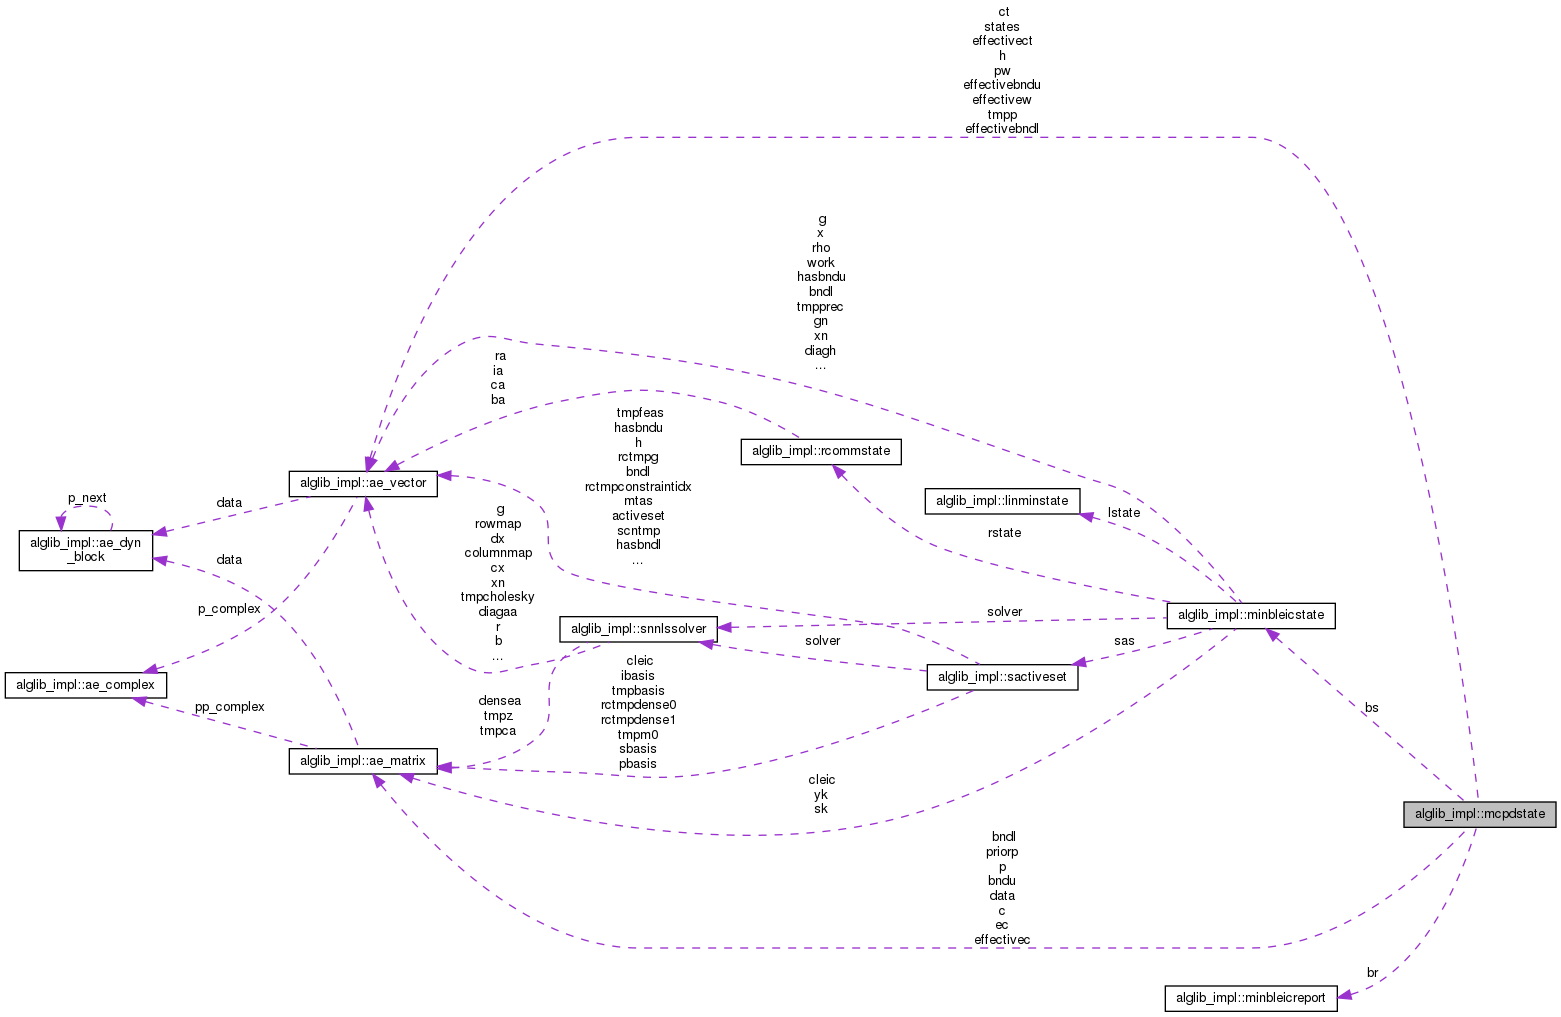 ct
states
effectivect
h
pw
effectivebndu
effectivew
tmpp
effectivebndl
g
x
rho
work
hasbndu
bndl
tmpprec
gn
xn
diagh
...
ra
ia
ca
ba
tmpfeas
hasbndu
h
rctmpg
bndl
rctmpconstraintidx
mtas
activeset
scntmp
hasbndl
...
alglib_impl::rcommstate
alglib_impl::ae_vector
alglib_impl::linminstate
p_next
data
lstate
rstate
alglib_impl::ae_dyn
_block
data
g
rowmap
dx
columnmap
cx
xn
tmpcholesky
diagaa
r
b
...
p_complex
solver
alglib_impl::minbleicstate
alglib_impl::snnlssolver
solver
sas
alglib_impl::sactiveset
alglib_impl::ae_complex
cleic
ibasis
tmpbasis
rctmpdense0
rctmpdense1
tmpm0
sbasis
pbasis
densea
tmpz
tmpca
pp_complex
bs
alglib_impl::ae_matrix
cleic
yk
sk
alglib_impl::mcpdstate
bndl
priorp
p
bndu
data
c
ec
effectivec
br
alglib_impl::minbleicreport